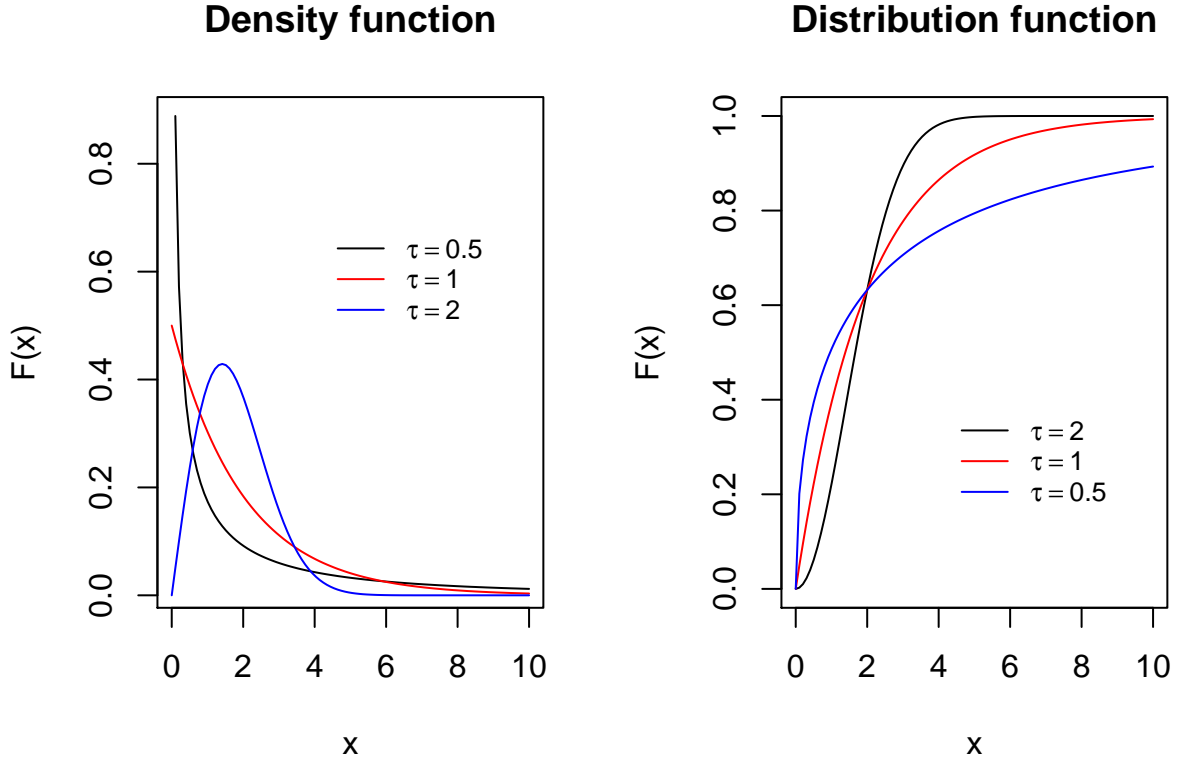 Density function
F(x)
0.0 0.2 0.4 0.6 0.8
τ = 0.5
τ = 1
τ = 2
0 2 4 6 8 10
x
Distribution function
F(x)
0.0 0.2 0.4 0.6 0.8 1.0
τ = 2
τ = 1
τ = 0.5
0 2 4 6 8 10
x